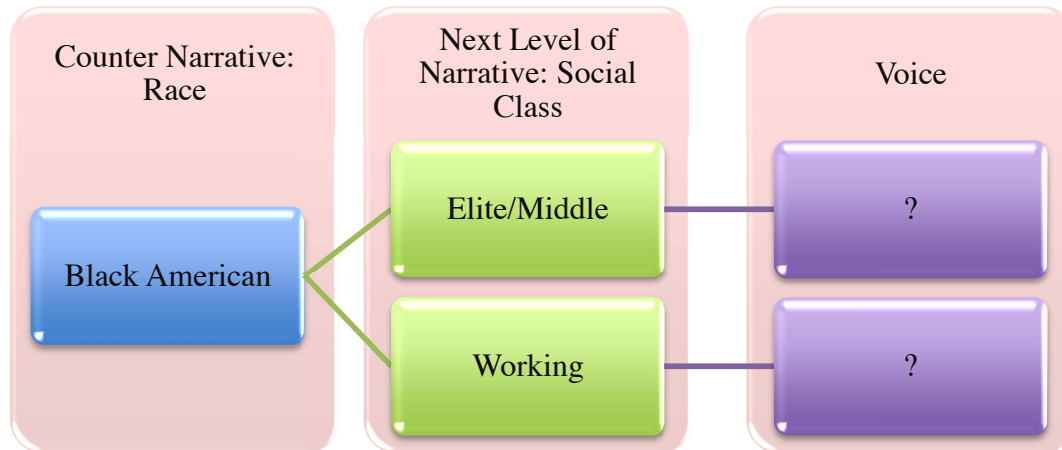 Counter Narrative:
Race
Black American
Next Level of
Narrative: Social
Class
Elite/Middle
Working
Voice
?
?